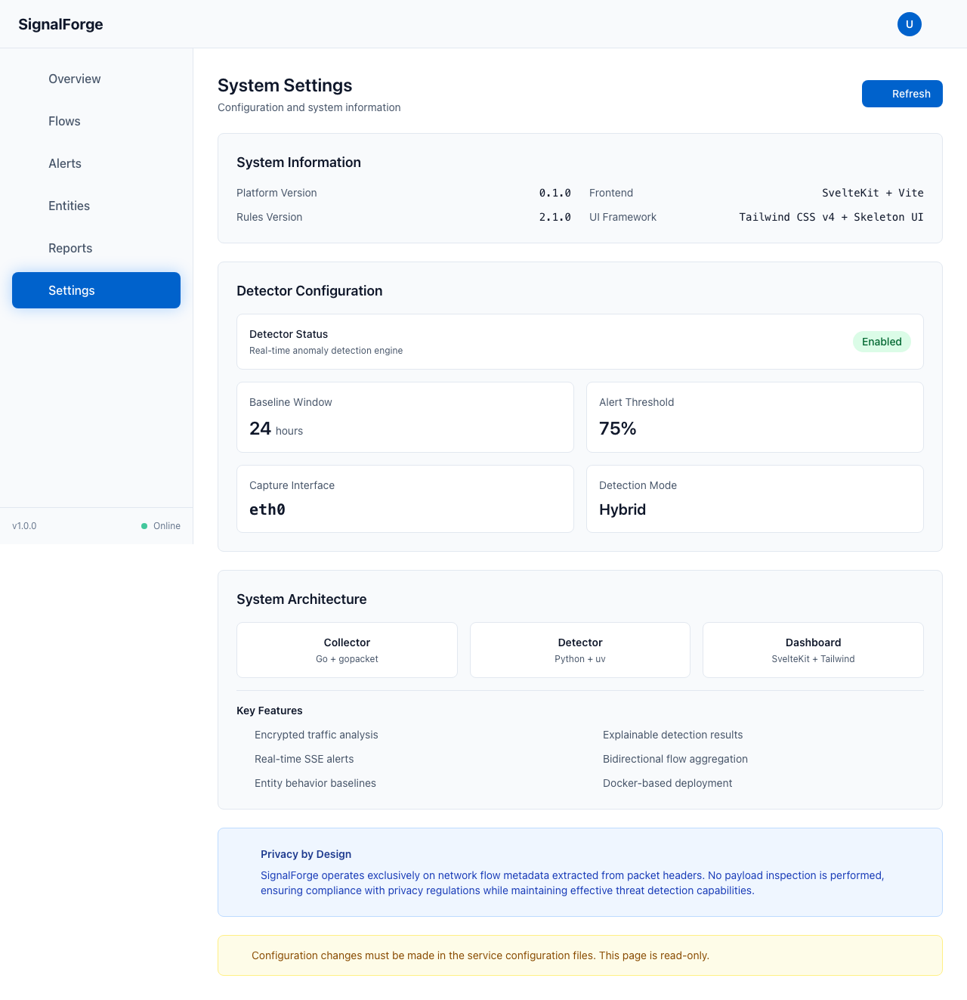 SignalForge
U
Overview
Flows
Alerts
Entities
Reports
Settings
v1.0.0
Online
System Settings
Configuration and system information
Refresh
System Information
Platform Version 0.1.0
Frontend SvelteKit + Vite
Rules Version 2.1.0
UI Framework Tailwind CSS v4 + Skeleton UI
Detector Configuration
Detector Status
Real-time anomaly detection engine
Enabled
Baseline Window
24 hours
Alert Threshold
75%
Capture Interface
eth0
Detection Mode
Hybrid
System Architecture
Collector
Go + gopacket
Detector
Python + uv
Dashboard
SvelteKit + Tailwind
Key Features
Encrypted traffic analysis
Explainable detection results
Real-time SSE alerts
Bidirectional flow aggregation
Entity behavior baselines
Docker-based deployment
Privacy by Design
SignalForge operates exclusively on network flow metadata extracted from packet headers. No payload inspection is performed,
ensuring compliance with privacy regulations while maintaining effective threat detection capabilities.
Configuration changes must be made in the service configuration files. This page is read-only.